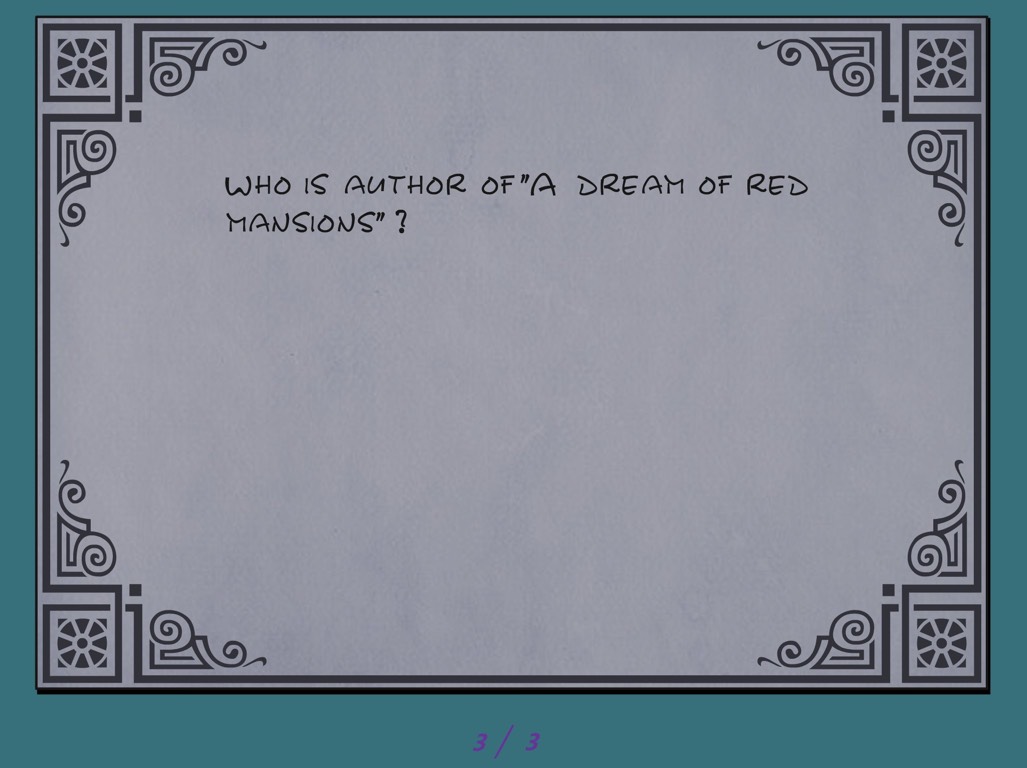 WHO IS AUTHOR OF"A DREAM OF RED
MANSIONS" ?
3 / 3